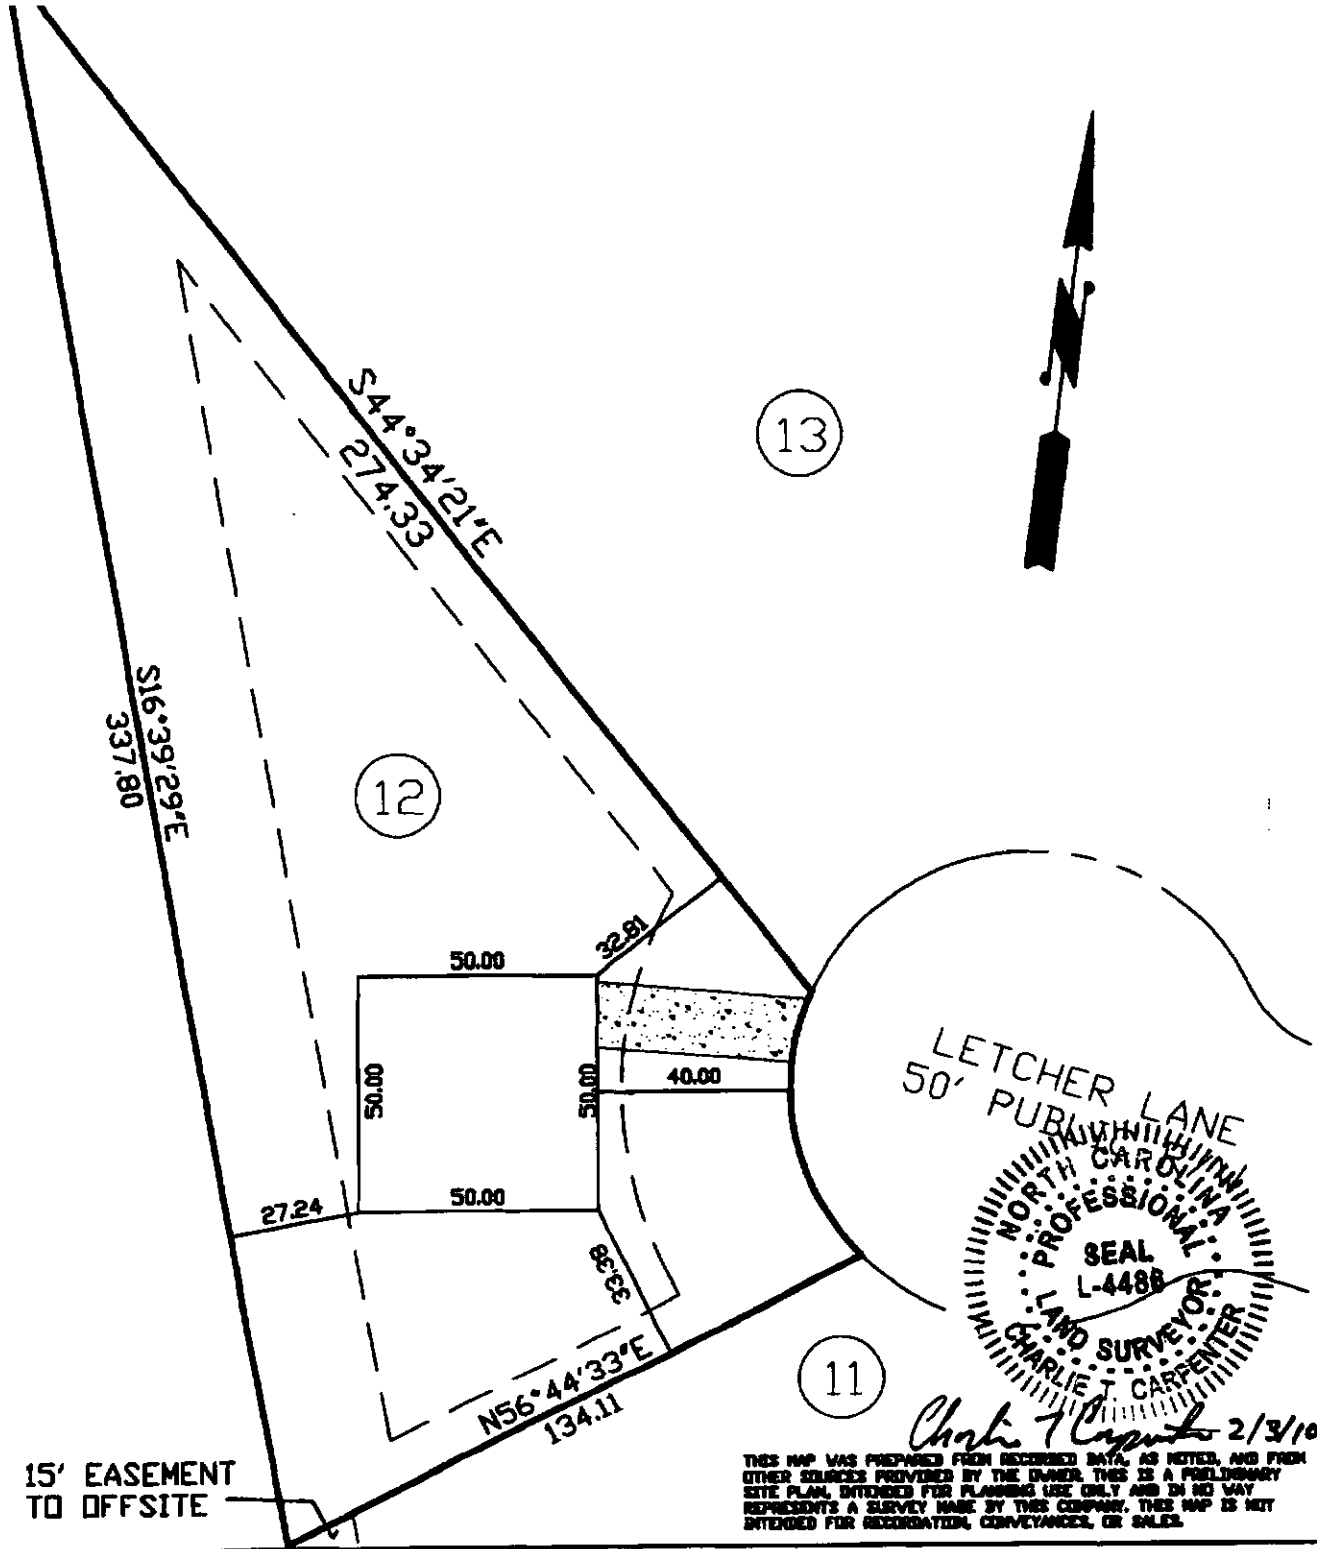 S44°34'21"E
274.33
13
S16°39'29"E
337.80
12
32.81
50.00
50.00
50.00
40.00
LETCHER LANE
50' PUBLIC
50.00
27.24
33.38
NORTH CAROLINA
PROFESSIONAL
SEAL
L-4486
LAND SURVEYOR
CHARLIE T. CARPENTER
N56°44'33"E
134.11
11
Charlie T Carpenter 2/3/10
15' EASEMENT
TO OFFSITE
THIS MAP WAS PREPARED FROM RECORDED DATA, AS NOTED, AND FROM
OTHER SOURCES PROVIDED BY THE OWNER. THIS IS A PRELIMINARY
SITE PLAN, INTENDED FOR PLANNING USE ONLY AND IN NO WAY
REPRESENTS A SURVEY MADE BY THIS COMPANY. THIS MAP IS NOT
INTENDED FOR RECORDATION, CONVEYANCES, OR SALES.